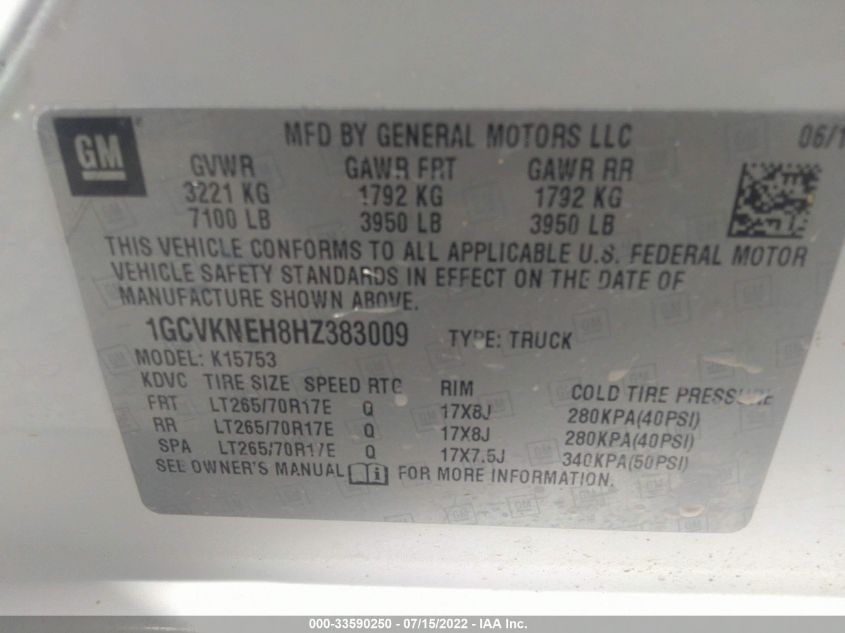 GM
MFD BY GENERAL MOTORS LLC 06/1
GVWR GAWR FRT GAWR RR
3221 KG 1792 KG 1792 KG
7100 LB 3950 LB 3950 LB
THIS VEHICLE CONFORMS TO ALL APPLICABLE U.S. FEDERAL MOTOR
VEHICLE SAFETY STANDARDS IN EFFECT ON THE DATE OF
MANUFACTURE SHOWN ABOVE.
1GCVKNEH8HZ383009 TYPE: TRUCK
MODEL: K15753
KDVC TIRE SIZE SPEED RTG RIM COLD TIRE PRESSURE
FRT LT265/70R17E Q 17X8J 280KPA(40PSI)
RR LT265/70R17E Q 17X8J 280KPA(40PSI)
SPA LT265/70R17E Q 17X7.5J 340KPA(50PSI)
SEE OWNER'S MANUAL FOR MORE INFORMATION.
000-33590250 - 07/15/2022 - IAA Inc.